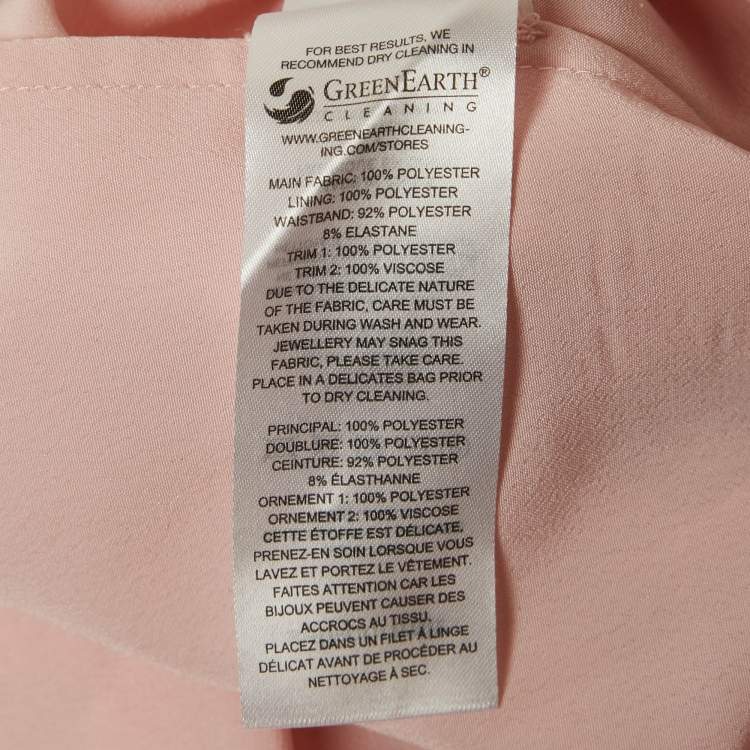 FOR BEST RESULTS, WE
RECOMMEND DRY CLEANING IN
GREENEARTH®
CLEANING
WWW.GREENEARTHCLEANING-
ING.COM/STORES
MAIN FABRIC: 100% POLYESTER
LINING: 100% POLYESTER
WAISTBAND: 92% POLYESTER
8% ELASTANE
TRIM 1: 100% POLYESTER
TRIM 2: 100% VISCOSE
DUE TO THE DELICATE NATURE
OF THE FABRIC, CARE MUST BE
TAKEN DURING WASH AND WEAR.
JEWELLERY MAY SNAG THIS
FABRIC, PLEASE TAKE CARE.
PLACE IN A DELICATES BAG PRIOR
TO DRY CLEANING.
PRINCIPAL: 100% POLYESTER
DOUBLURE: 100% POLYESTER
CEINTURE: 92% POLYESTER
8% ÉLASTHANNE
ORNEMENT 1: 100% POLYESTER
ORNEMENT 2: 100% VISCOSE
CETTE ÉTOFFE EST DÉLICATE.
PRENEZ-EN SOIN LORSQUE VOUS
LAVEZ ET PORTEZ LE VÊTEMENT.
FAITES ATTENTION CAR LES
BIJOUX PEUVENT CAUSER DES
ACCROCS AU TISSU.
PLACEZ DANS UN FILET À LINGE
DÉLICAT AVANT DE PROCÉDER AU
NETTOYAGE À SEC.